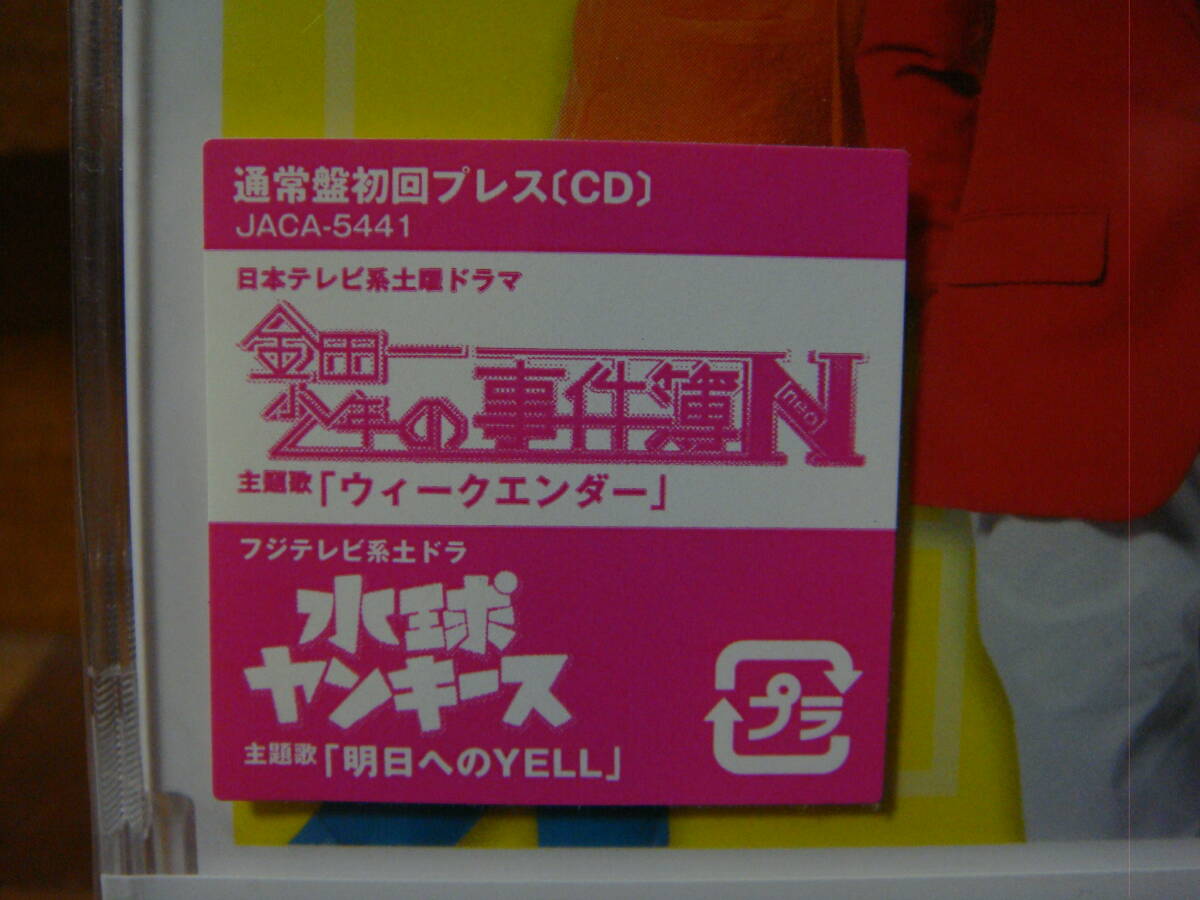 通常盤初回プレス〔CD〕
JACA-5441
日本テレビ系土曜ドラマ
金田一
少年の事件簿N
neo
主題歌「ウィークエンダー」
フジテレビ系土ドラ
水球
ヤンキース
主題歌「明日へのYELL」
プラ